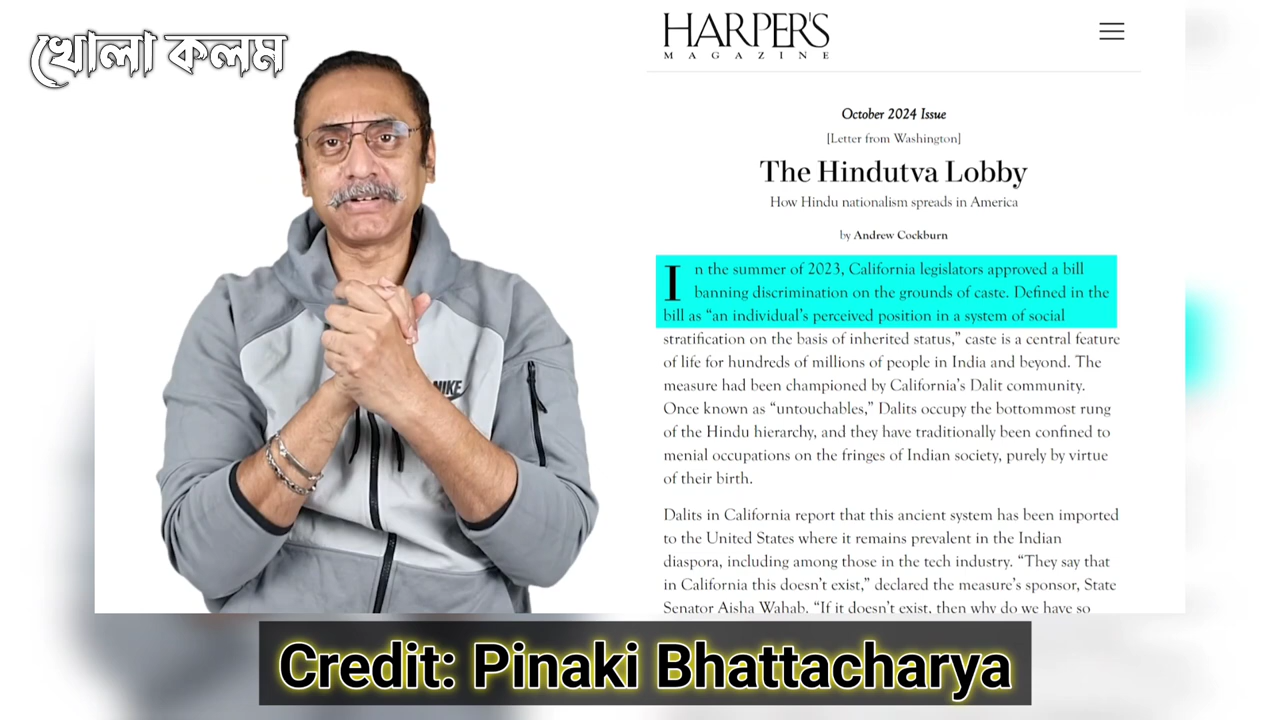 খোলা কলম
HARPER'S
MAGAZINE
October 2024 Issue
[Letter from Washington]
The Hindutva Lobby
How Hindu nationalism spreads in America
by Andrew Cockburn
In the summer of 2023, California legislators approved a bill
banning discrimination on the grounds of caste. Defined in the
bill as “an individual’s perceived position in a system of social
stratification on the basis of inherited status,” caste is a central feature
of life for hundreds of millions of people in India and beyond. The
measure had been championed by California’s Dalit community.
Once known as “untouchables,” Dalits occupy the bottommost rung
of the Hindu hierarchy, and they have traditionally been confined to
menial occupations on the fringes of Indian society, purely by virtue
of their birth.
Dalits in California report that this ancient system has been imported
to the United States where it remains prevalent in the Indian
diaspora, including among those in the tech industry. “They say that
in California this doesn’t exist,” declared the measure’s sponsor, State
Senator Aisha Wahab. “If it doesn’t exist, then why do we have so
NIKE
Credit: Pinaki Bhattacharya